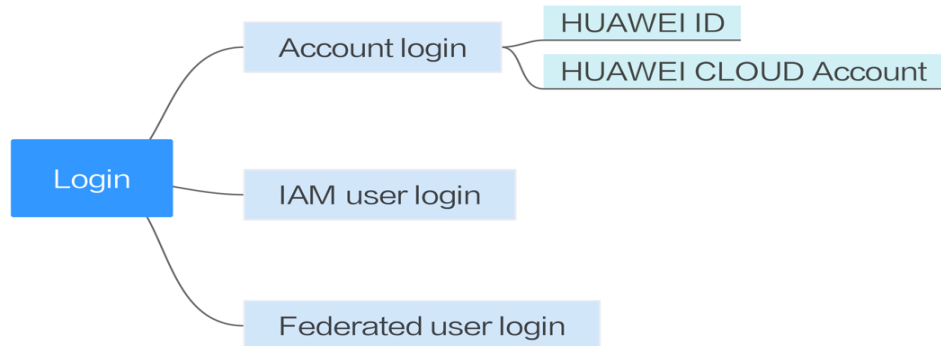 HUAWEI ID
Account login
HUAWEI CLOUD Account
Login
IAM user login
Federated user login